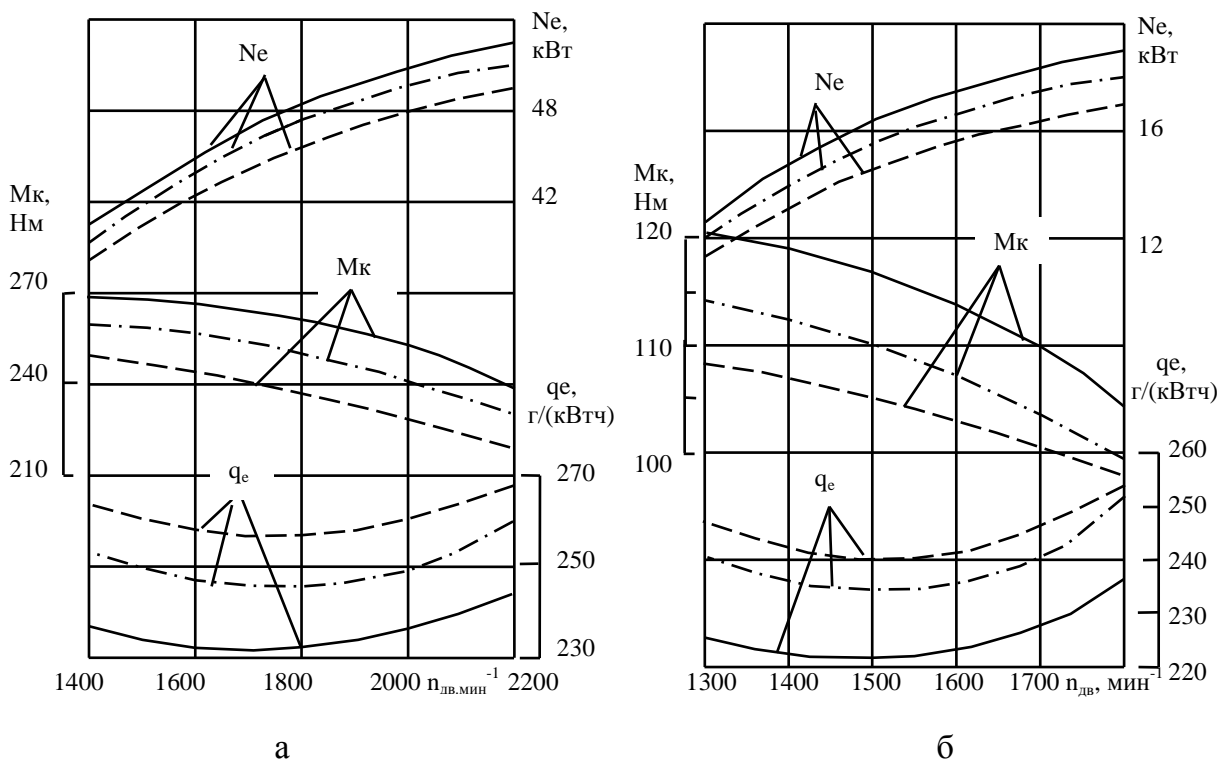 Ne,
кВт
Ne
48
Мк,
Нм
42
270
Мк
240
qe,
г/(кВтч)
210
270
qe
250
230
1400
1600
1800
2000
nдв.мин-1
2200
а
Ne,
кВт
Ne
16
Мк,
Нм
120
Мк
12
110
qe,
г/(кВтч)
100
260
qe
250
240
230
220
1300
1400
1500
1600
1700
nдв, мин-1
б